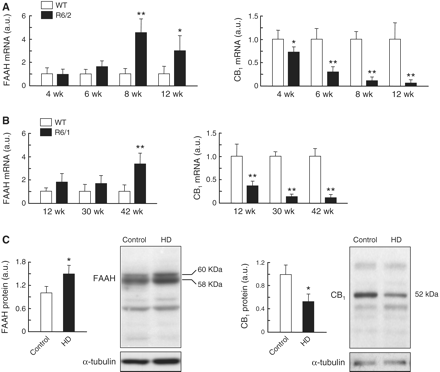 A
WT
R6/2
FAAH mRNA (a.u.)
6
4
2
0
**
*
4 wk 6 wk 8 wk 12 wk
CB1 mRNA (a.u.)
1.5
1.0
0.5
0.0
*
**
**
**
4 wk 6 wk 8 wk 12 wk
B
WT
R6/1
FAAH mRNA (a.u.)
6
4
2
0
**
12 wk 30 wk 42 wk
CB1 mRNA (a.u.)
1.5
1.0
0.5
0.0
**
**
**
12 wk 30 wk 42 wk
C
FAAH protein (a.u.)
2.0
1.5
1.0
0.5
0
*
Control HD
Control HD
FAAH
60 KDa
58 KDa
α-tubulin
CB1 protein (a.u.)
1.5
1.0
0.5
0
*
Control HD
Control HD
CB1
52 kDa
α-tubulin